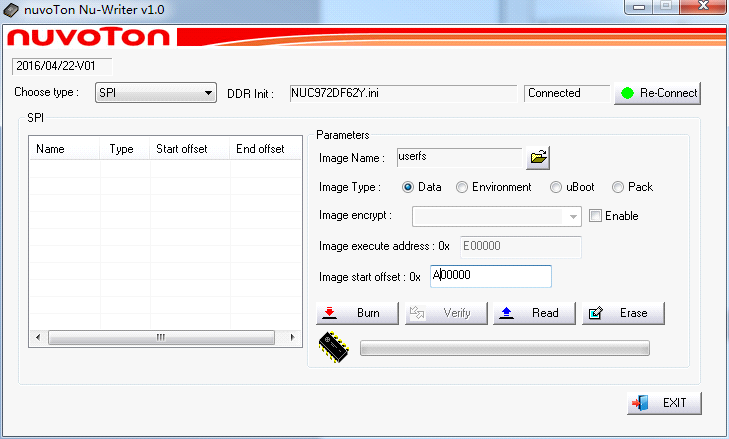 nuvoTon Nu-Writer v1.0
nuvoTon
2016/04/22-V01
Choose type : SPI DDR Init : NUC972DF62Y.ini Connected Re-Connect
SPI
Name Type Start offset End offset
Parameters
Image Name : userfs
Image Type : Data Environment uBoot Pack
Image encrypt : Enable
Image execute address : 0x E00000
Image start offset : 0x A00000
Burn Verify Read Erase
EXIT